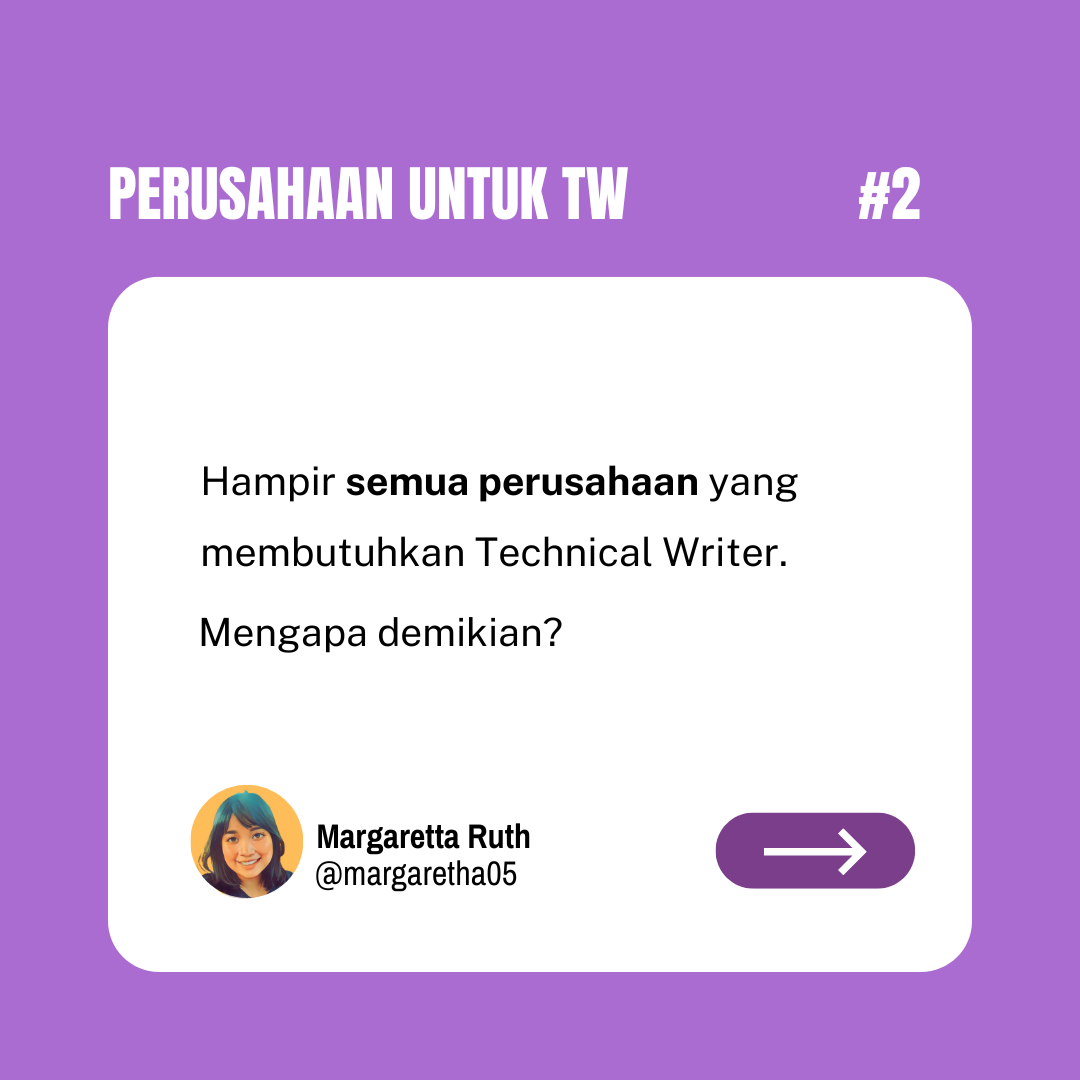 PERUSAHAAN UNTUK TW #2
Hampir semua perusahaan yang
membutuhkan Technical Writer.
Mengapa demikian?
Margaretta Ruth
@margaretha05